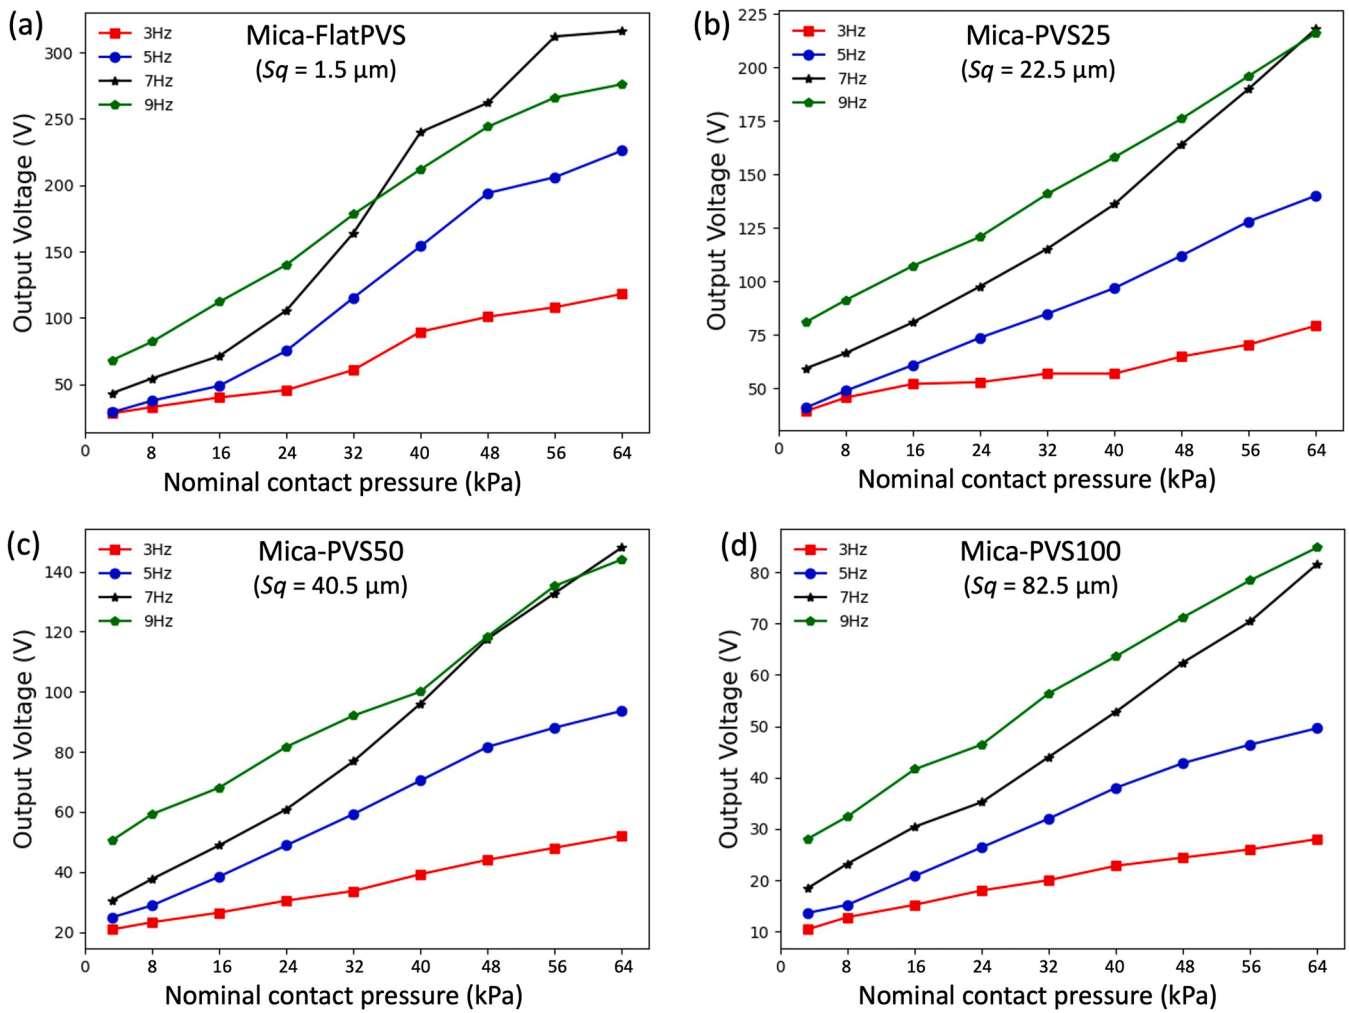 (a)
Mica-FlatPVS
(Sq = 1.5 μm)
3Hz
5Hz
7Hz
9Hz
Output Voltage (V)
300
250
200
150
100
50
0 8 16 24 32 40 48 56 64
Nominal contact pressure (kPa)
(b)
Mica-PVS25
(Sq = 22.5 μm)
3Hz
5Hz
7Hz
9Hz
Output Voltage (V)
225
200
175
150
125
100
75
50
0 8 16 24 32 40 48 56 64
Nominal contact pressure (kPa)
(c)
Mica-PVS50
(Sq = 40.5 μm)
3Hz
5Hz
7Hz
9Hz
Output Voltage (V)
140
120
100
80
60
40
20
0 8 16 24 32 40 48 56 64
Nominal contact pressure (kPa)
(d)
Mica-PVS100
(Sq = 82.5 μm)
3Hz
5Hz
7Hz
9Hz
Output Voltage (V)
80
70
60
50
40
30
20
10
0 8 16 24 32 40 48 56 64
Nominal contact pressure (kPa)